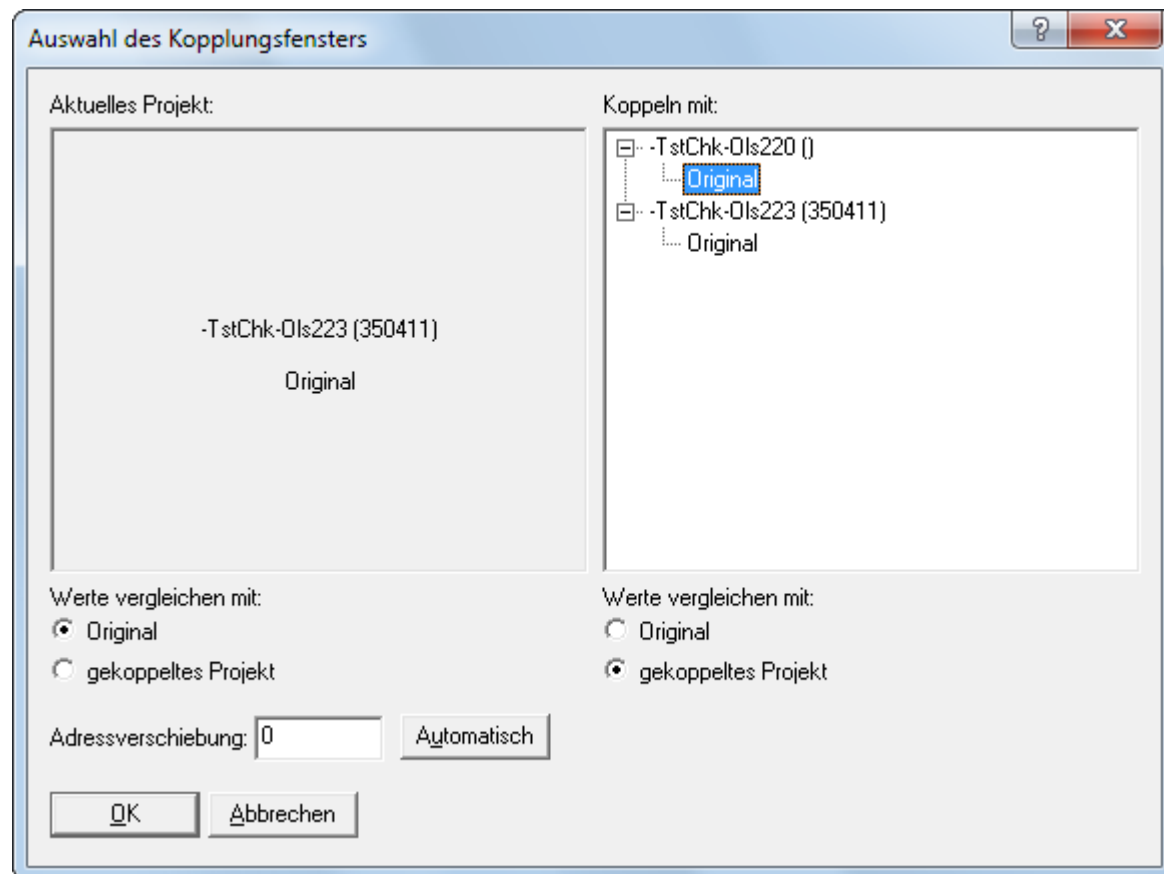 Auswahl des Kopplungsfensters
Aktuelles Projekt:
-TstChk-Ols223 (350411)
Original
Koppeln mit:
-TstChk-Ols220 ()
Original
-TstChk-Ols223 (350411)
Original
Werte vergleichen mit:
Original
gekoppeltes Projekt
Werte vergleichen mit:
Original
gekoppeltes Projekt
Adressverschiebung: 0 Automatisch
OK Abbrechen